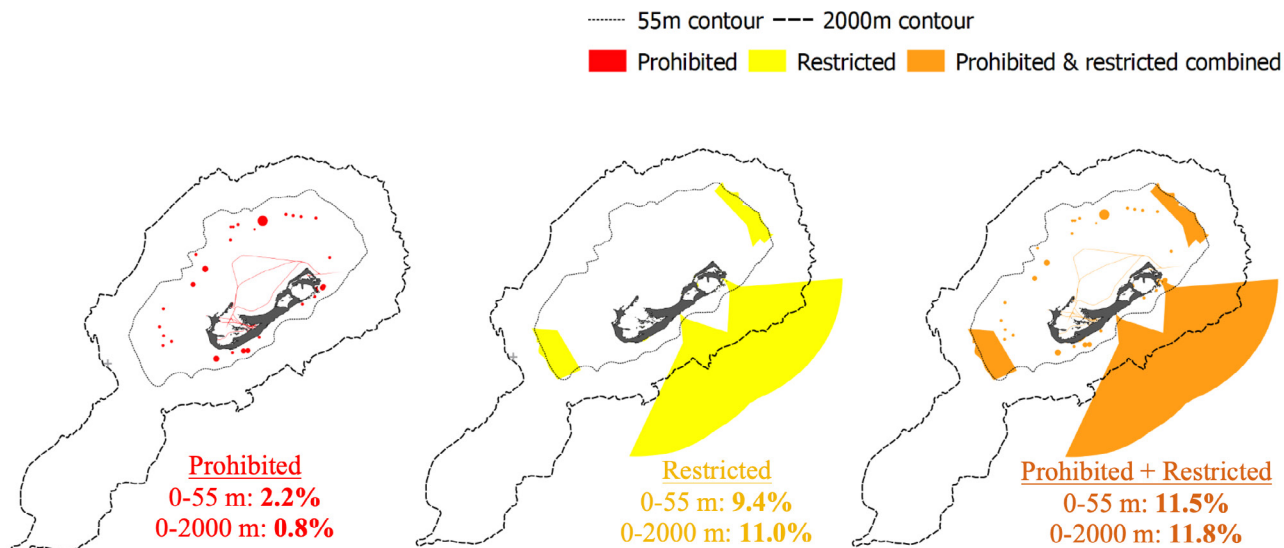 55m contour 2000m contour
Prohibited Restricted Prohibited & restricted combined
Prohibited
0-55 m: 2.2%
0-2000 m: 0.8%
Restricted
0-55 m: 9.4%
0-2000 m: 11.0%
Prohibited + Restricted
0-55 m: 11.5%
0-2000 m: 11.8%